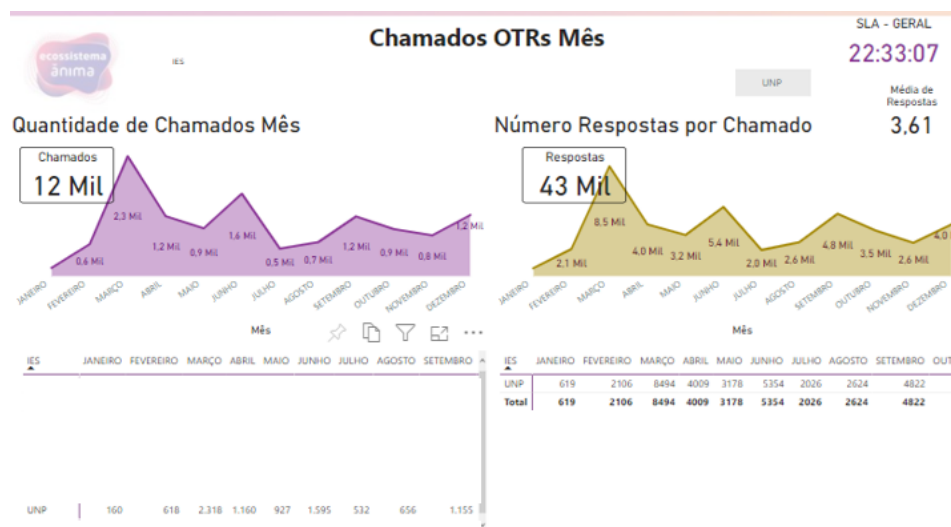 ecossistema
ânima
IES
Chamados OTRs Mês
SLA - GERAL
22:33:07
UNP
Média de
Respostas
3,61
Quantidade de Chamados Mês
Chamados
12 Mil
0,6 Mil
2,3 Mil
1,2 Mil
0,9 Mil
1,6 Mil
0,5 Mil
0,7 Mil
1,2 Mil
0,9 Mil
0,8 Mil
1,2 Mil
JANEIRO
FEVEREIRO
MARÇO
ABRIL
MAIO
JUNHO
JULHO
AGOSTO
SETEMBRO
OUTUBRO
NOVEMBRO
DEZEMBRO
Mês
Número Respostas por Chamado
Respostas
43 Mil
2,1 Mil
8,5 Mil
4,0 Mil
3,2 Mil
5,4 Mil
2,0 Mil
2,6 Mil
4,8 Mil
3,5 Mil
2,6 Mil
4,0
JANEIRO
FEVEREIRO
MARÇO
ABRIL
MAIO
JUNHO
JULHO
AGOSTO
SETEMBRO
OUTUBRO
NOVEMBRO
DEZEMBRO
Mês
IES JANEIRO FEVEREIRO MARÇO ABRIL MAIO JUNHO JULHO AGOSTO SETEMBRO
UNP 160 618 2.318 1.160 927 1.595 532 656 1.155
IES JANEIRO FEVEREIRO MARÇO ABRIL MAIO JUNHO JULHO AGOSTO SETEMBRO OUT
UNP 619 2106 8494 4009 3178 5354 2026 2624 4822
Total 619 2106 8494 4009 3178 5354 2026 2624 4822